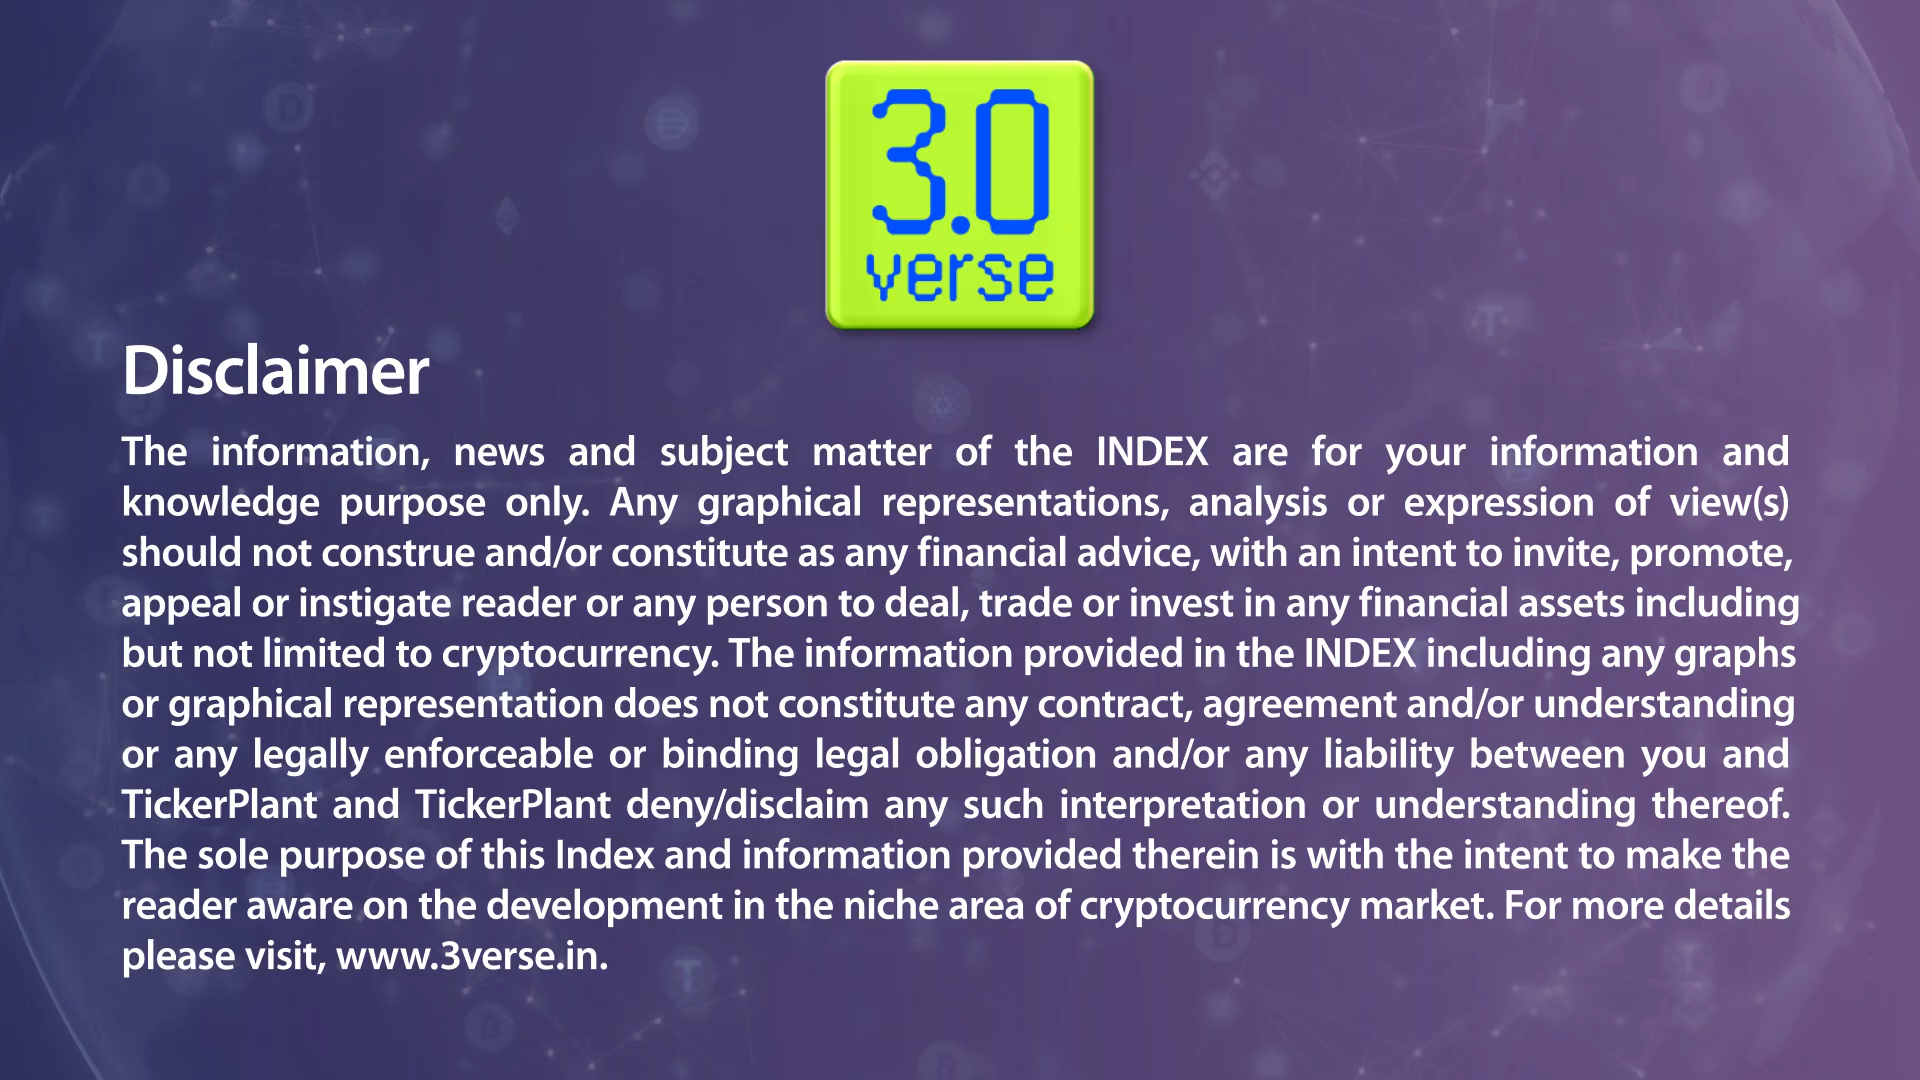 3.0
verse
Disclaimer
The information, news and subject matter of the INDEX are for your information and
knowledge purpose only. Any graphical representations, analysis or expression of view(s)
should not construe and/or constitute as any financial advice, with an intent to invite, promote,
appeal or instigate reader or any person to deal, trade or invest in any financial assets including
but not limited to cryptocurrency. The information provided in the INDEX including any graphs
or graphical representation does not constitute any contract, agreement and/or understanding
or any legally enforceable or binding legal obligation and/or any liability between you and
TickerPlant and TickerPlant deny/disclaim any such interpretation or understanding thereof.
The sole purpose of this Index and information provided therein is with the intent to make the
reader aware on the development in the niche area of cryptocurrency market. For more details
please visit, www.3verse.in.